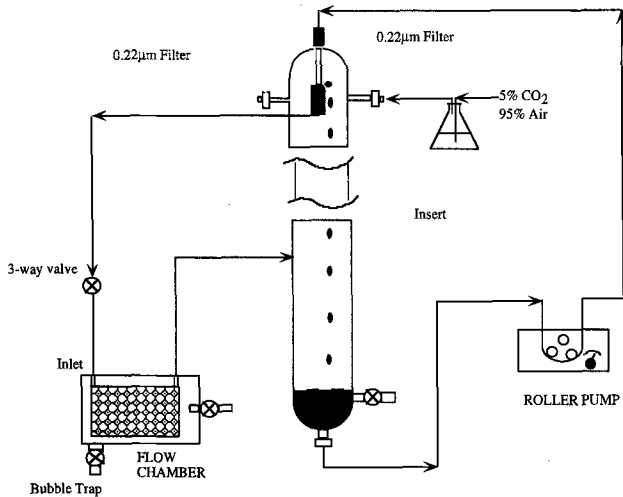 0.22µm Filter
0.22µm Filter
5% CO2
95% Air
Insert
3-way valve
Inlet
ROLLER PUMP
FLOW
CHAMBER
Bubble Trap